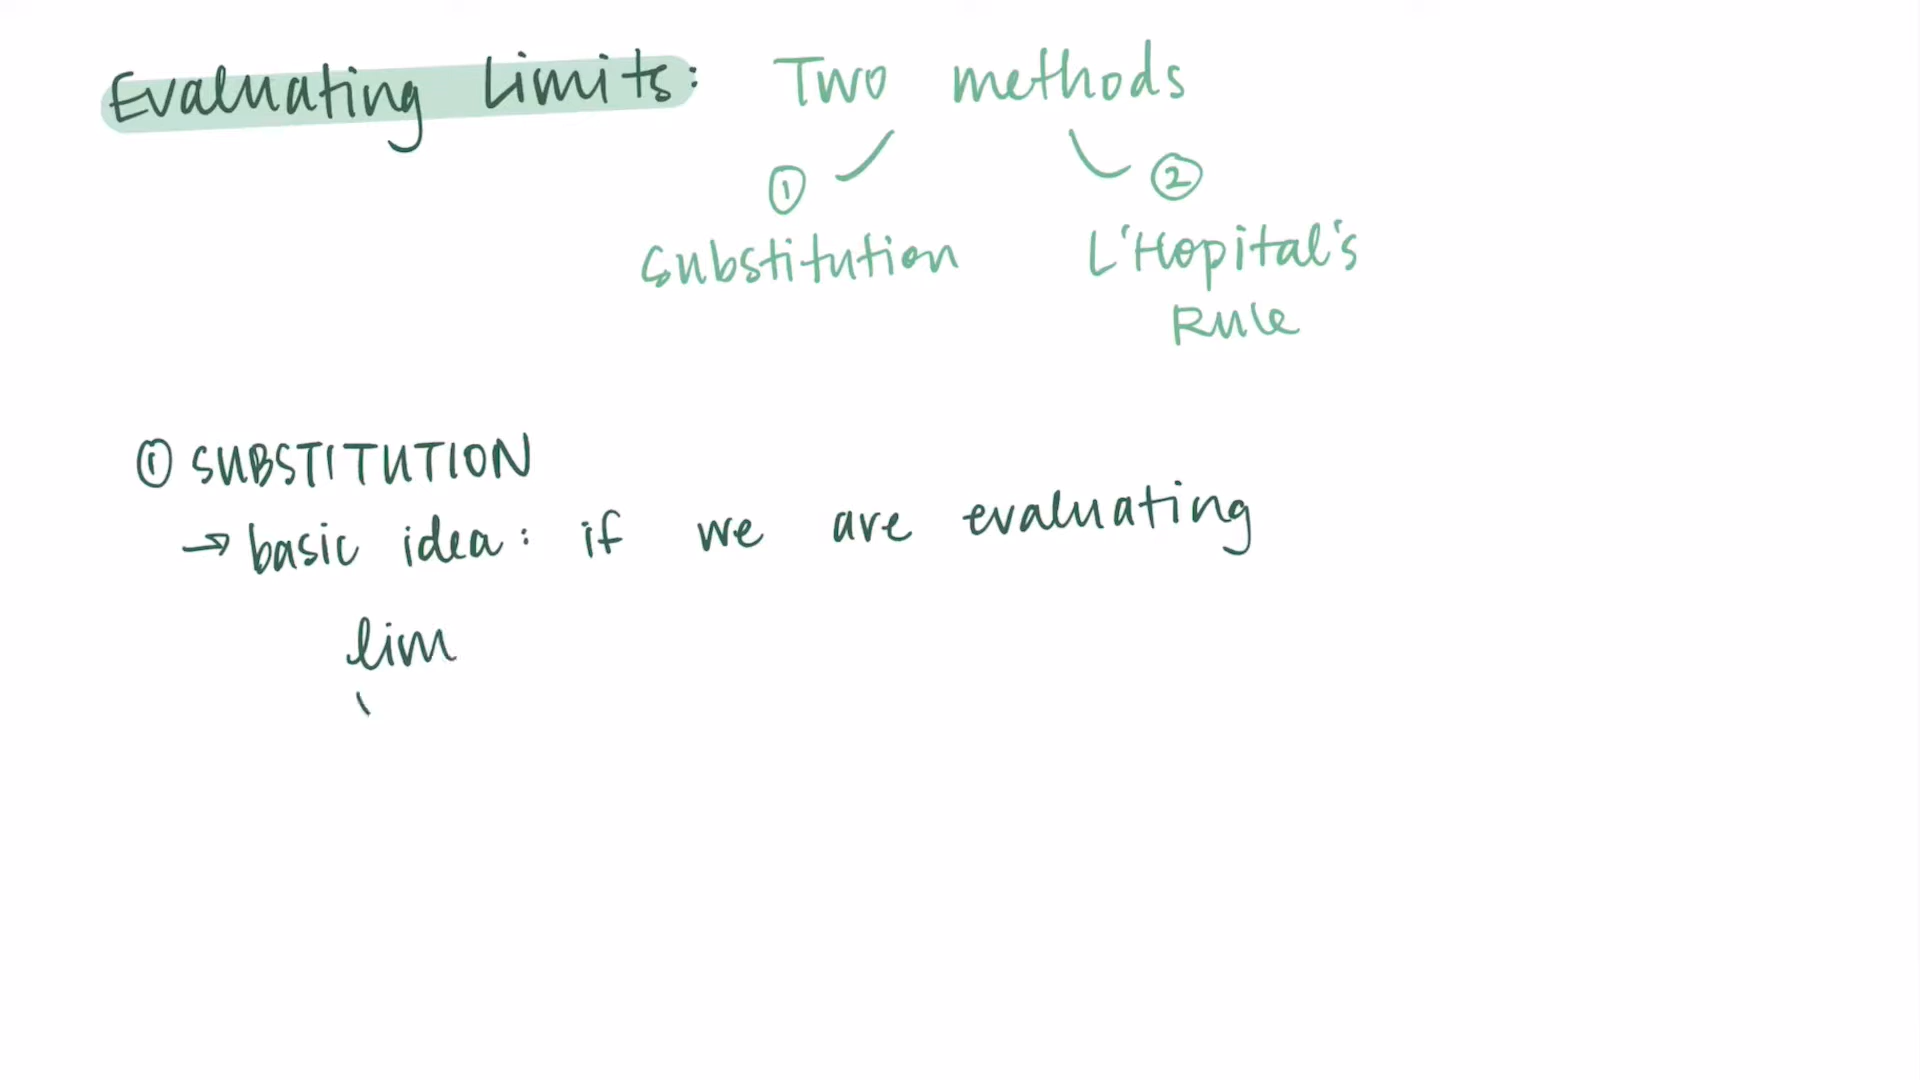 Evaluating Limits: Two methods
① ②
Substitution L'Hopital's
Rule
① SUBSTITUTION
→ basic idea: if we are evaluating
lim